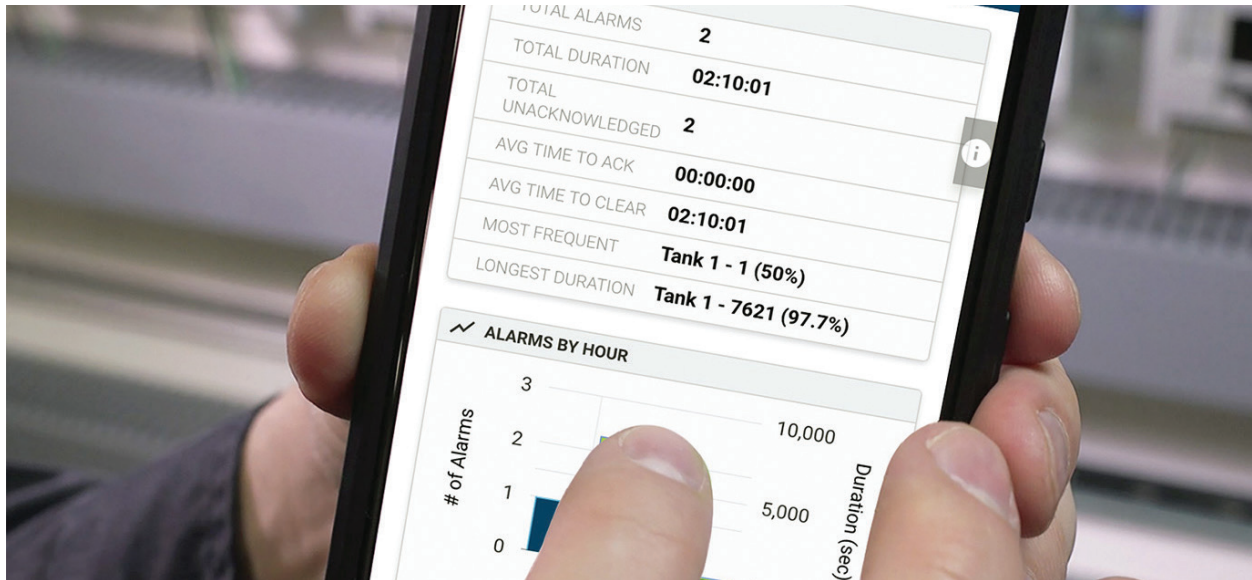 TOTAL ALARMS 2
TOTAL DURATION 02:10:01
TOTAL
UNACKNOWLEDGED 2
AVG TIME TO ACK 00:00:00
AVG TIME TO CLEAR 02:10:01
MOST FREQUENT Tank 1 - 1 (50%)
LONGEST DURATION Tank 1 - 7621 (97.7%)
ALARMS BY HOUR
3
10,000
2
1
5,000
0
# of Alarms
Duration (sec)